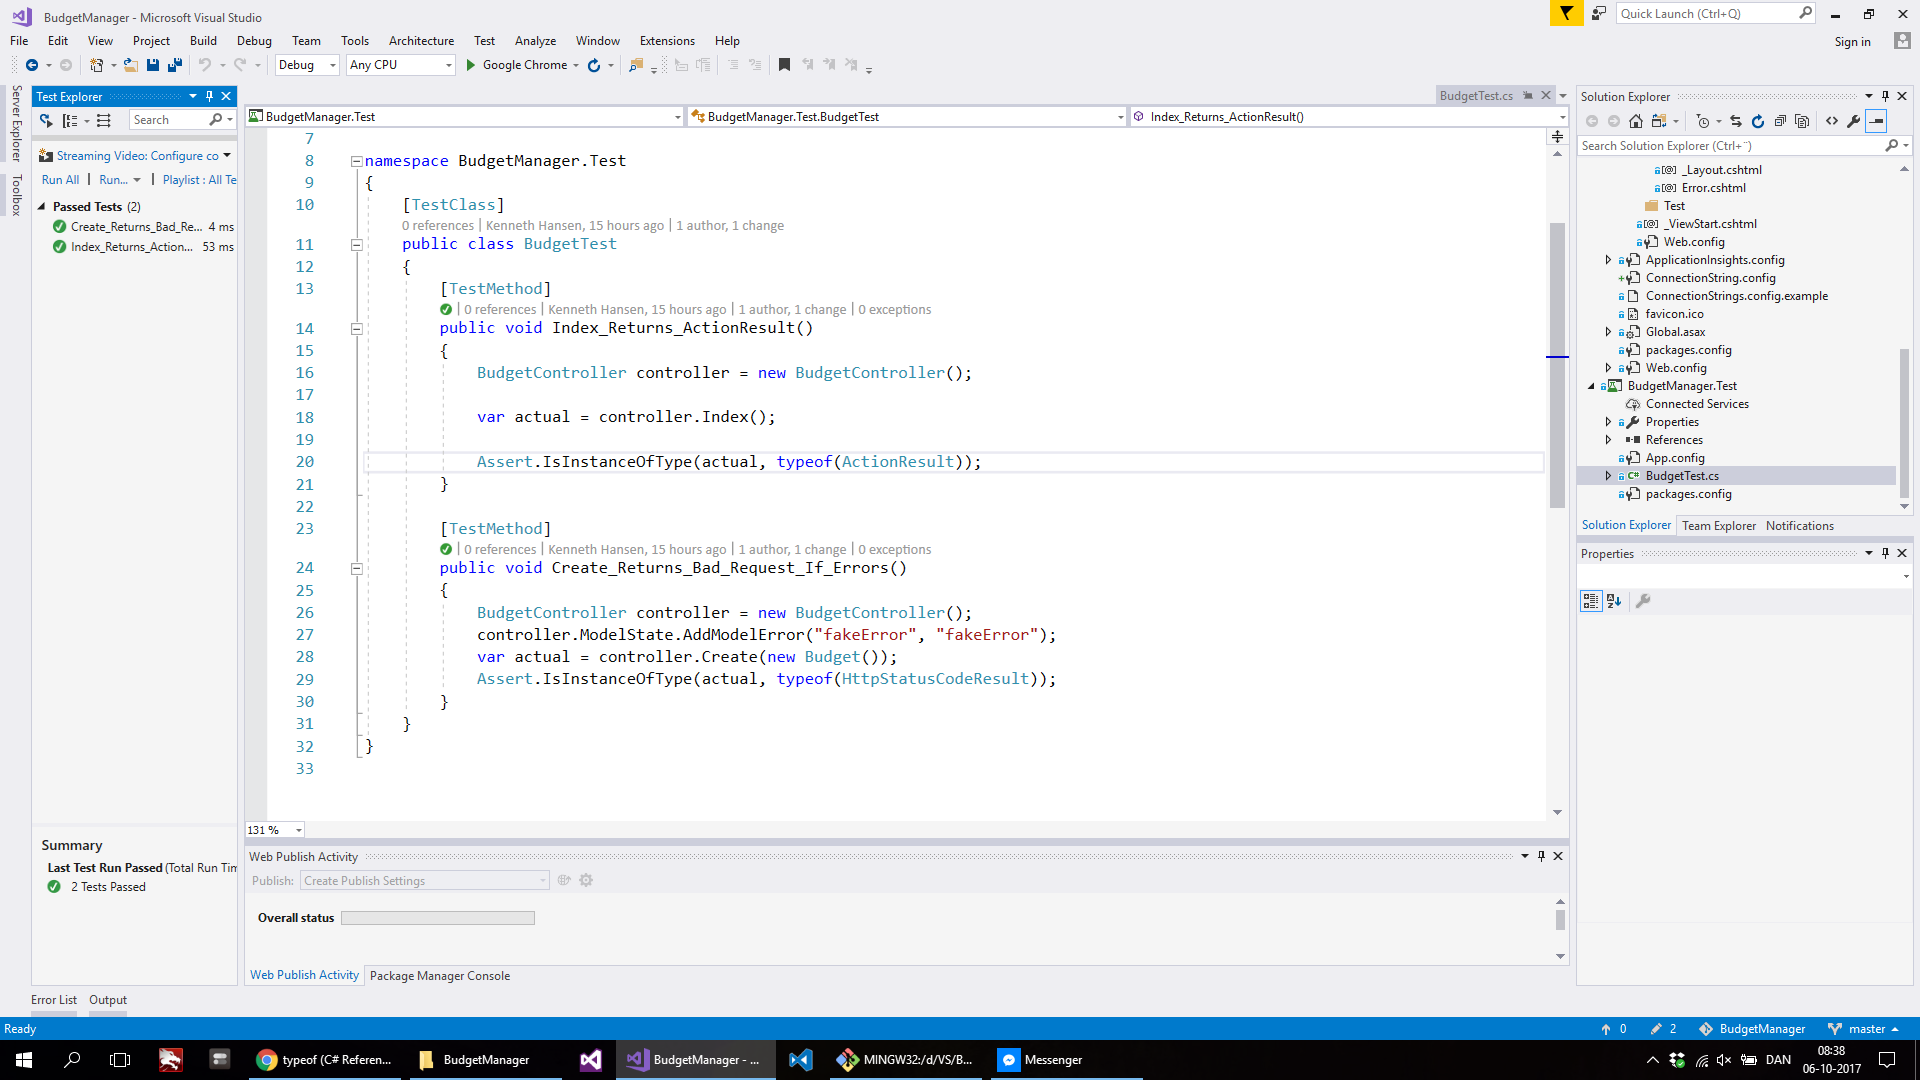 BudgetManager - Microsoft Visual Studio
Quick Launch (Ctrl+Q)
File Edit View Project Build Debug Team Tools Architecture Test Analyze Window Extensions Help
Sign in
Debug Any CPU Google Chrome
Server Explorer
Toolbox
Test Explorer
Search
Streaming Video: Configure co
Run All | Run... | Playlist : All Te
Passed Tests (2)
Create_Returns_Bad_Re... 4 ms
Index_Returns_Action... 53 ms
Summary
Last Test Run Passed (Total Run Tim
2 Tests Passed
BudgetTest.cs
BudgetManager.Test BudgetManager.Test.BudgetTest Index_Returns_ActionResult()
7
8 namespace BudgetManager.Test
9 {
10 [TestClass]
0 references | Kenneth Hansen, 15 hours ago | 1 author, 1 change
11 public class BudgetTest
12 {
13 [TestMethod]
| 0 references | Kenneth Hansen, 15 hours ago | 1 author, 1 change | 0 exceptions
14 public void Index_Returns_ActionResult()
15 {
16 BudgetController controller = new BudgetController();
17
18 var actual = controller.Index();
19
20 Assert.IsInstanceOfType(actual, typeof(ActionResult));
21 }
22
23 [TestMethod]
| 0 references | Kenneth Hansen, 15 hours ago | 1 author, 1 change | 0 exceptions
24 public void Create_Returns_Bad_Request_If_Errors()
25 {
26 BudgetController controller = new BudgetController();
27 controller.ModelState.AddModelError("fakeError", "fakeError");
28 var actual = controller.Create(new Budget());
29 Assert.IsInstanceOfType(actual, typeof(HttpStatusCodeResult));
30 }
31 }
32 }
33
131 %
Web Publish Activity
Publish: Create Publish Settings
Overall status
Web Publish Activity Package Manager Console
Solution Explorer
Search Solution Explorer (Ctrl+¨)
_Layout.cshtml
Error.cshtml
Test
_ViewStart.cshtml
Web.config
ApplicationInsights.config
ConnectionString.config
ConnectionStrings.config.example
favicon.ico
Global.asax
packages.config
Web.config
BudgetManager.Test
Connected Services
Properties
References
App.config
BudgetTest.cs
packages.config
Solution Explorer Team Explorer Notifications
Properties
Error List Output
Ready
0 2 BudgetManager master
typeof (C# Referen... BudgetManager BudgetManager - ... MINGW32:/d/VS/B... Messenger
DAN
08:38
06-10-2017